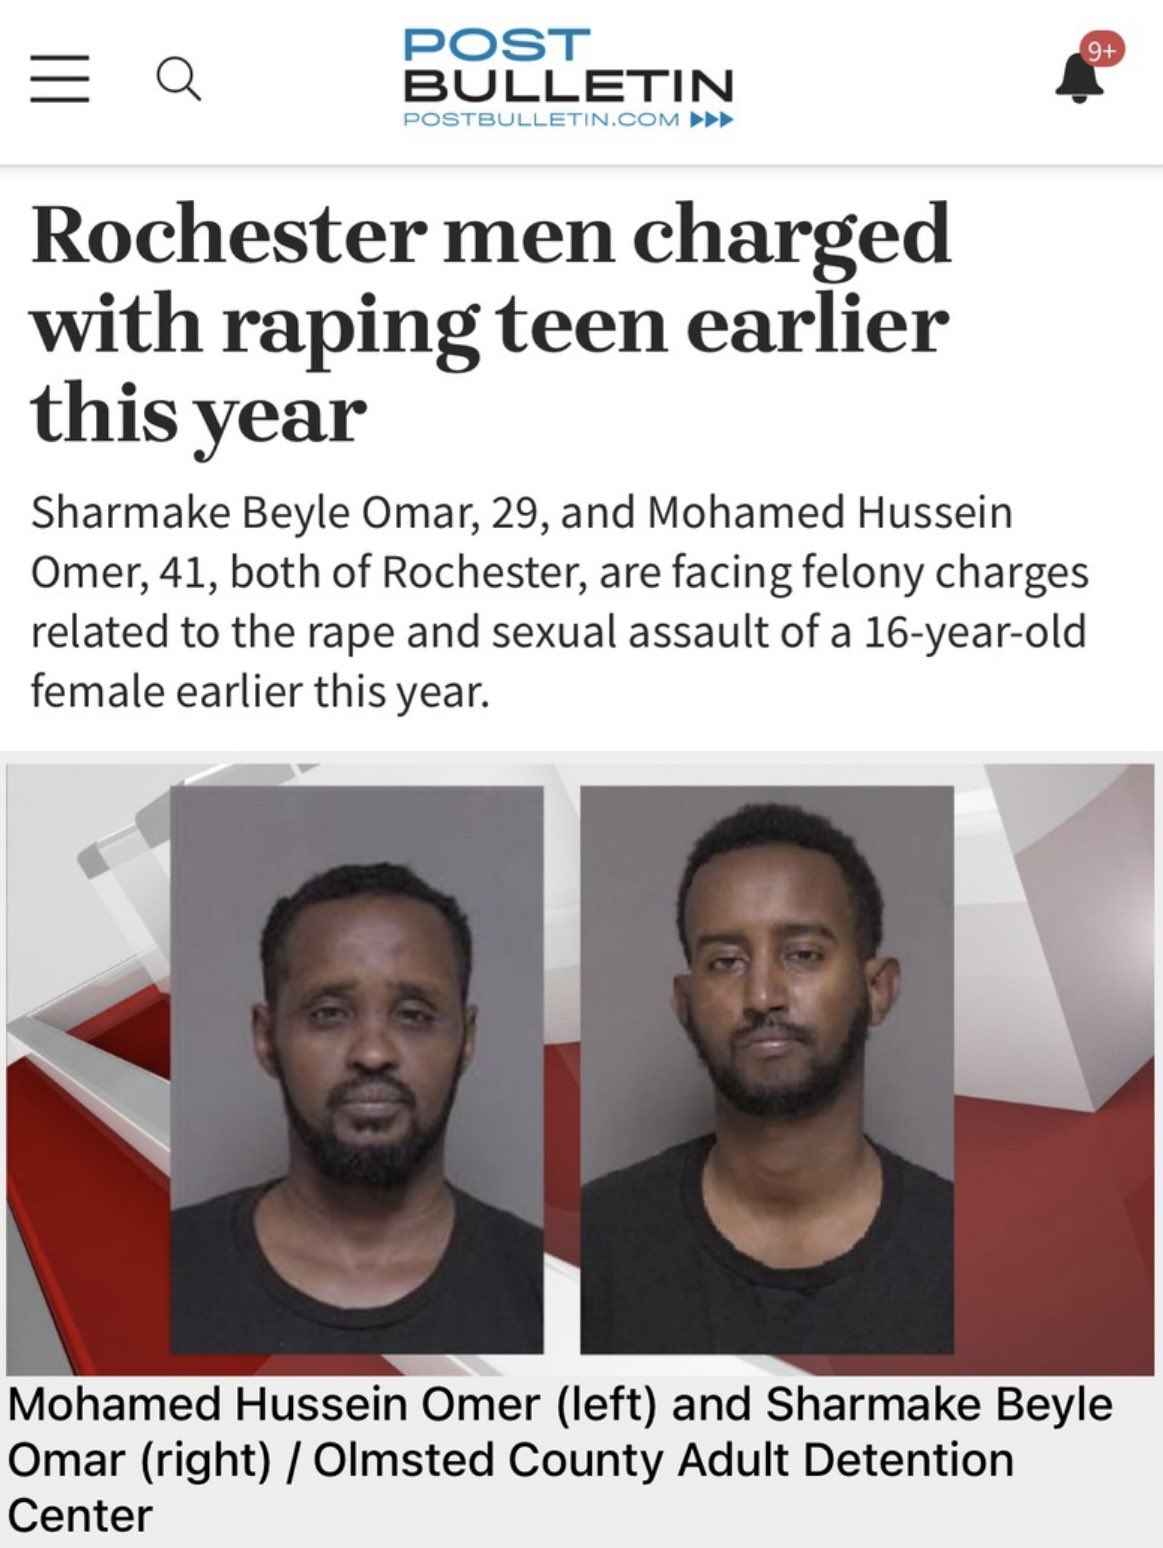 9+
POST
BULLETIN
POSTBULLETIN.COM
Rochester men charged
with raping teen earlier
this year
Sharmake Beyle Omar, 29, and Mohamed Hussein
Omer, 41, both of Rochester, are facing felony charges
related to the rape and sexual assault of a 16-year-old
female earlier this year.
Mohamed Hussein Omer (left) and Sharmake Beyle
Omar (right) / Olmsted County Adult Detention
Center